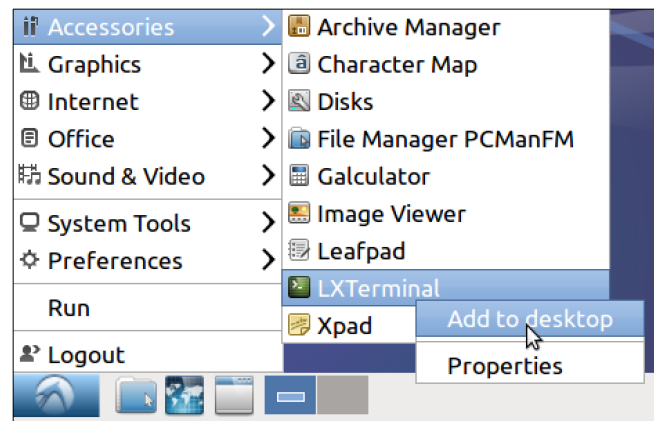 Accessories
Graphics
Internet
Office
Sound & Video
System Tools
Preferences
Run
Logout
Archive Manager
Character Map
Disks
File Manager PCManFM
Galculator
Image Viewer
Leafpad
LXTerminal
Xpad
Add to desktop
Properties